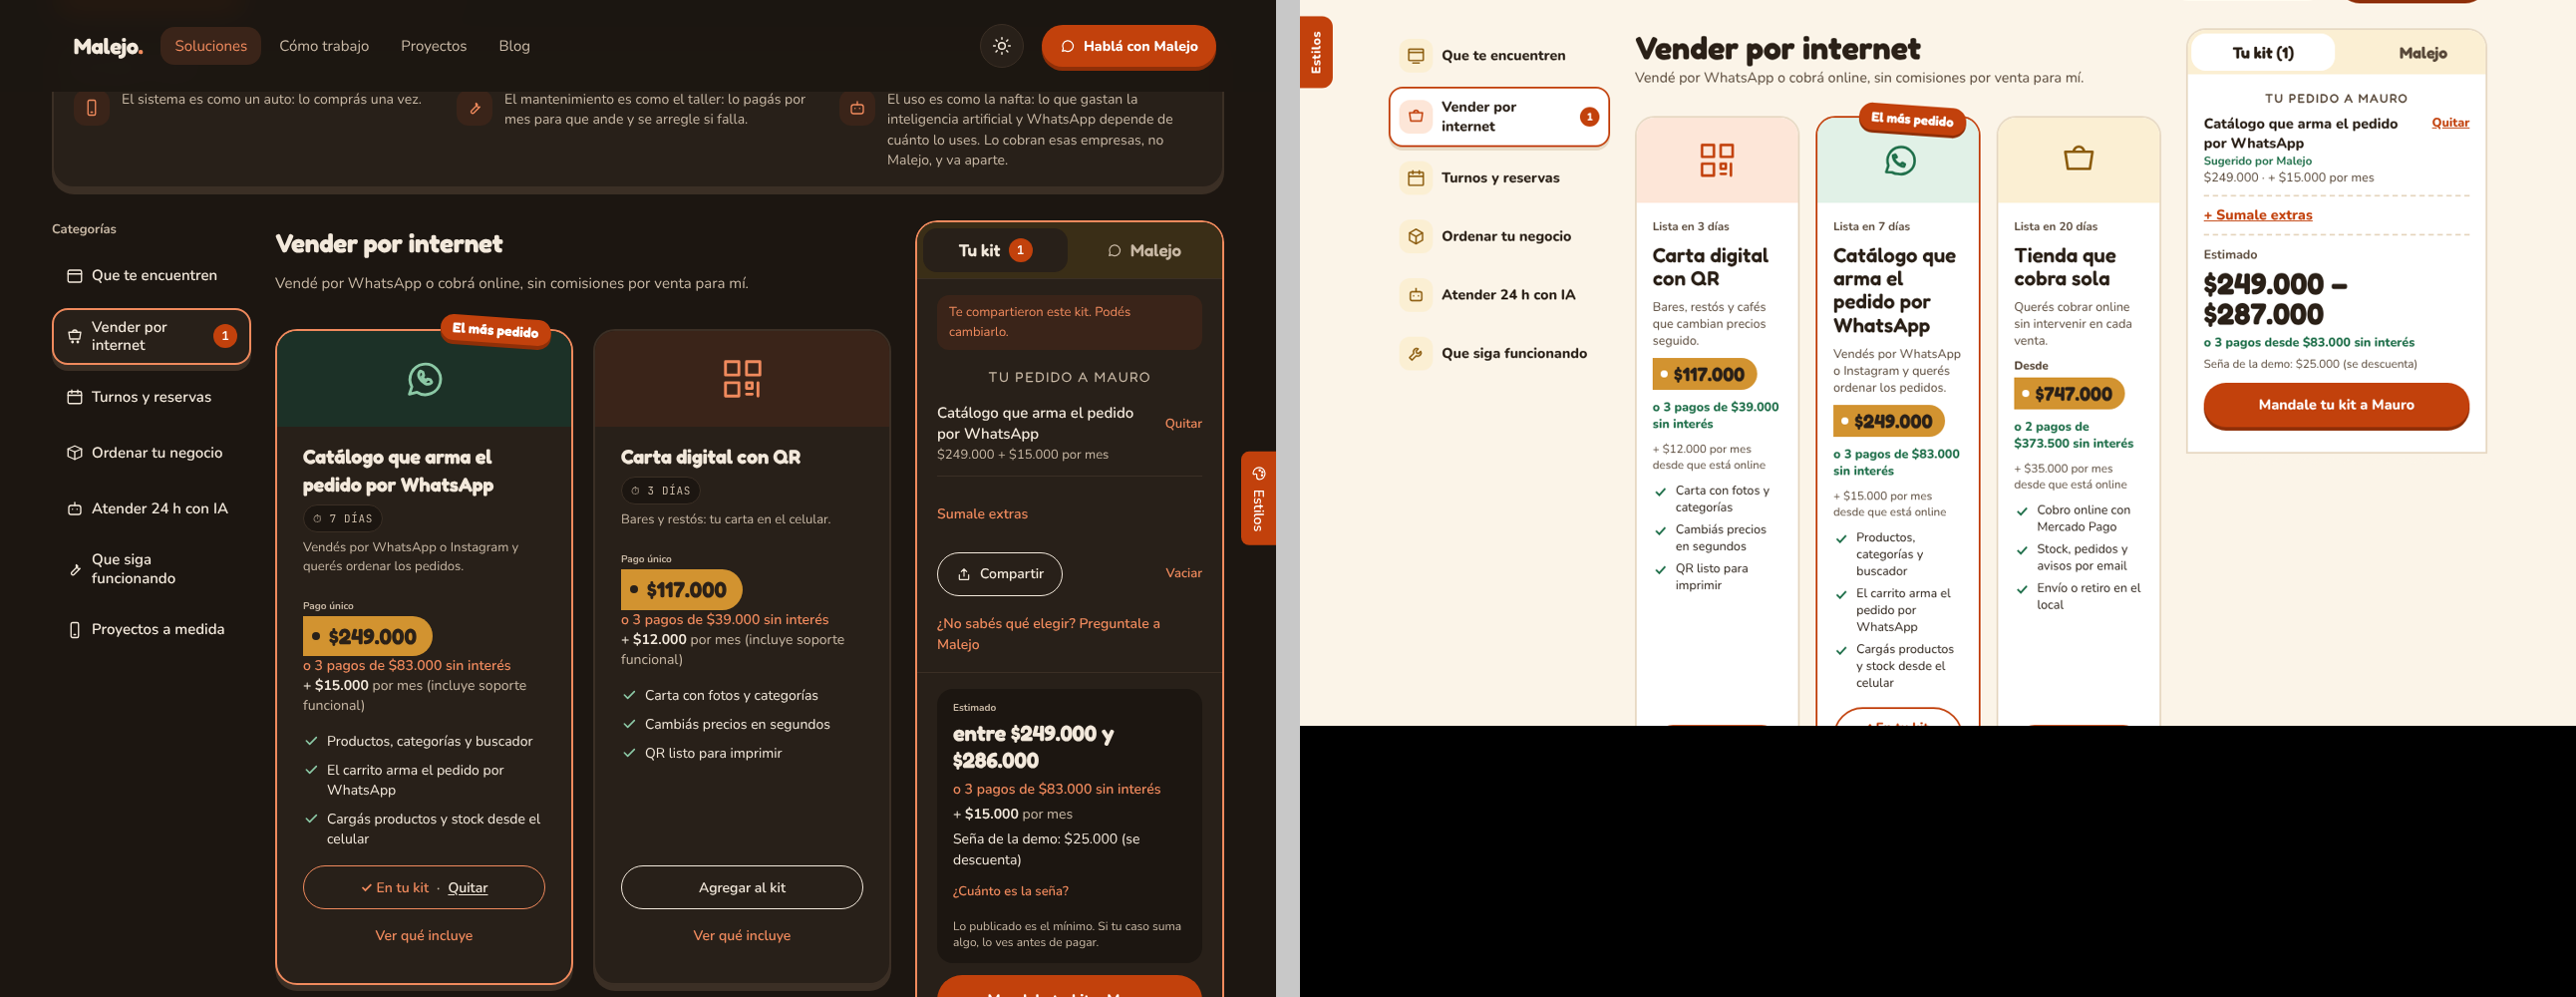 Malejo.
Soluciones
Cómo trabajo
Proyectos
Blog
Hablá con Malejo
El sistema es como un auto: lo comprás una vez.
El mantenimiento es como el taller: lo pagás por
mes para que ande y se arregle si falla.
El uso es como la nafta: lo que gastan la
inteligencia artificial y WhatsApp depende de
cuánto lo uses. Lo cobran esas empresas, no
Malejo, y va aparte.
Categorías
Que te encuentren
Vender por
internet
1
Turnos y reservas
Ordenar tu negocio
Atender 24 h con IA
Que siga
funcionando
Proyectos a medida
Vender por internet
Vendé por WhatsApp o cobrá online, sin comisiones por venta para mí.
El más pedido
Catálogo que arma el
pedido por WhatsApp
7 DÍAS
Vendés por WhatsApp o Instagram y
querés ordenar los pedidos.
Pago único
$249.000
o 3 pagos de $83.000 sin interés
+ $15.000 por mes (incluye soporte
funcional)
Productos, categorías y buscador
El carrito arma el pedido por
WhatsApp
Cargás productos y stock desde el
celular
En tu kit · Quitar
Ver qué incluye
Carta digital con QR
3 DÍAS
Bares y restós: tu carta en el celular.
Pago único
$117.000
o 3 pagos de $39.000 sin interés
+ $12.000 por mes (incluye soporte
funcional)
Carta con fotos y categorías
Cambiás precios en segundos
QR listo para imprimir
Agregar al kit
Ver qué incluye
Tu kit 1
Malejo
Te compartieron este kit. Podés
cambiarlo.
TU PEDIDO A MAURO
Catálogo que arma el pedido
por WhatsApp
Quitar
$249.000 + $15.000 por mes
Sumale extras
Compartir
Vaciar
¿No sabés qué elegir? Preguntale a
Malejo
Estimado
entre $249.000 y
$286.000
o 3 pagos de $83.000 sin interés
+ $15.000 por mes
Seña de la demo: $25.000 (se
descuenta)
¿Cuánto es la seña?
Lo publicado es el mínimo. Si tu caso suma
algo, lo ves antes de pagar.
Estilos
Estilos
Que te encuentren
Vender por
internet
1
Turnos y reservas
Ordenar tu negocio
Atender 24 h con IA
Que siga funcionando
Vender por internet
Vendé por WhatsApp o cobrá online, sin comisiones por venta para mí.
Lista en 3 días
Carta digital
con QR
Bares, restós y cafés
que cambian precios
seguido.
$117.000
o 3 pagos de $39.000
sin interés
+ $12.000 por mes
desde que está online
Carta con fotos y
categorías
Cambiás precios
en segundos
QR listo para
imprimir
El más pedido
Lista en 7 días
Catálogo que
arma el
pedido por
WhatsApp
Vendés por WhatsApp
o Instagram y querés
ordenar los pedidos.
$249.000
o 3 pagos de $83.000
sin interés
+ $15.000 por mes
desde que está online
Productos,
categorías y
buscador
El carrito arma el
pedido por
WhatsApp
Cargás productos
y stock desde el
celular
Lista en 20 días
Tienda que
cobra sola
Querés cobrar online
sin intervenir en cada
venta.
Desde
$747.000
o 2 pagos de
$373.500 sin interés
+ $35.000 por mes
desde que está online
Cobro online con
Mercado Pago
Stock, pedidos y
avisos por email
Envío o retiro en el
local
Tu kit (1)
Malejo
TU PEDIDO A MAURO
Catálogo que arma el pedido
por WhatsApp
Quitar
Sugerido por Malejo
$249.000 · + $15.000 por mes
+ Sumale extras
Estimado
$249.000 –
$287.000
o 3 pagos desde $83.000 sin interés
Seña de la demo: $25.000 (se descuenta)
Mandale tu kit a Mauro